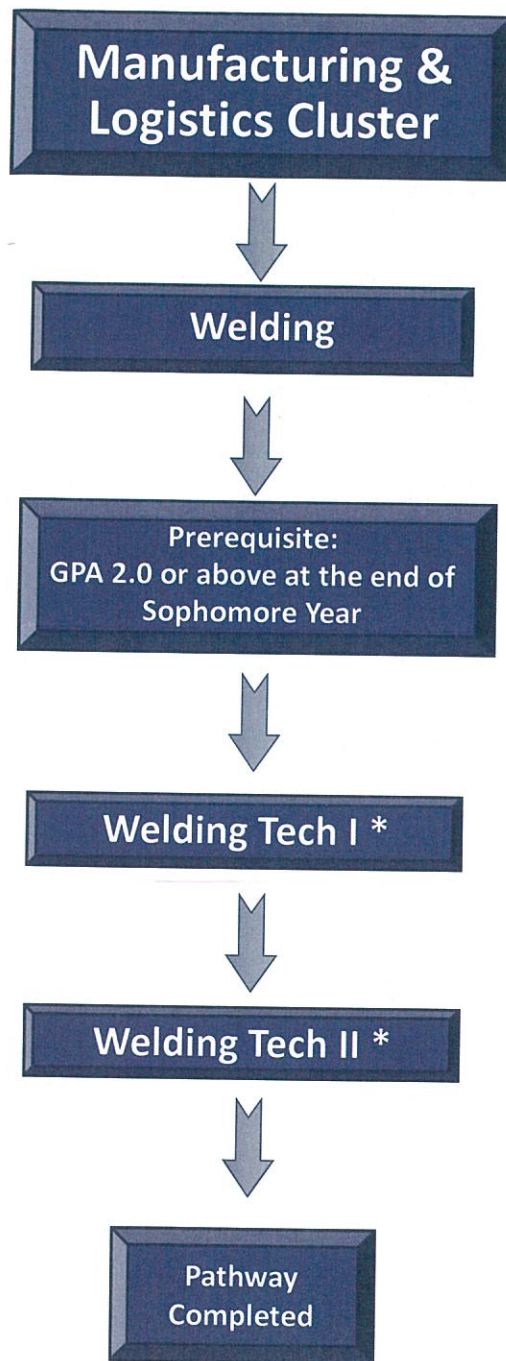 Manufacturing &
Logistics Cluster
Welding
Prerequisite:
GPA 2.0 or above at the end of
Sophomore Year
Welding Tech I *
Welding Tech II *
Pathway
Completed